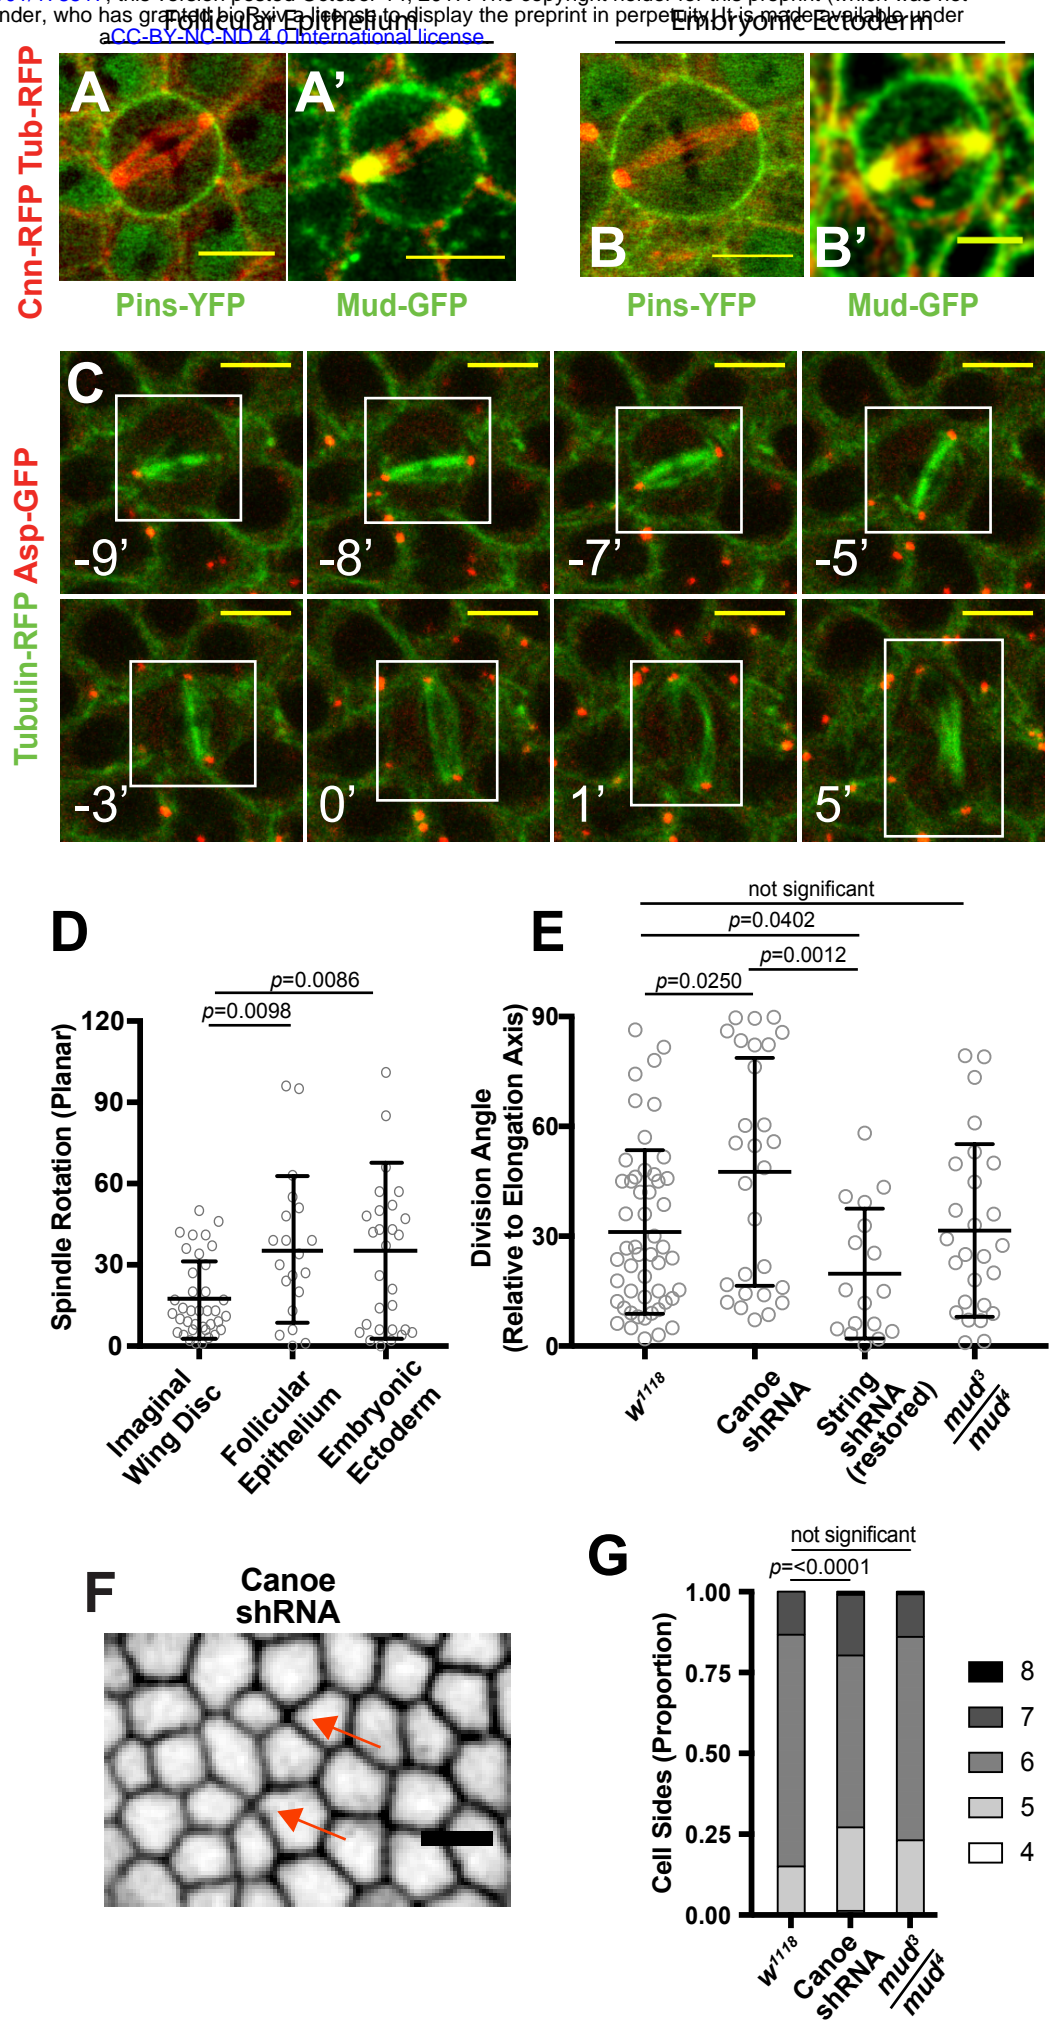 nder, who has granted bioRxiv a license to display the preprint in perpetuity. It is made available under
aCC-BY-NC-ND 4.0 International license.
Follicular Epithelium
Embryonic Ectoderm
Cnn-RFP Tub-RFP
A
A’
B
B’
Pins-YFP
Mud-GFP
Pins-YFP
Mud-GFP
Tubulin-RFP Asp-GFP
C
-9’
-8’
-7’
-5’
-3’
0’
1’
5’
D
p=0.0086
p=0.0098
Spindle Rotation (Planar)
120
90
60
30
0
Imaginal
Wing Disc
Follicular
Epithelium
Embryonic
Ectoderm
E
not significant
p=0.0402
p=0.0012
p=0.0250
Division Angle
(Relative to Elongation Axis)
90
60
30
0
w1118
Canoe
shRNA
String
shRNA
(restored)
mud3
mud4
F
Canoe
shRNA
G
not significant
p=<0.0001
Cell Sides (Proportion)
1.00
0.75
0.50
0.25
0.00
w1118
Canoe
shRNA
mud3
mud4
8
7
6
5
4